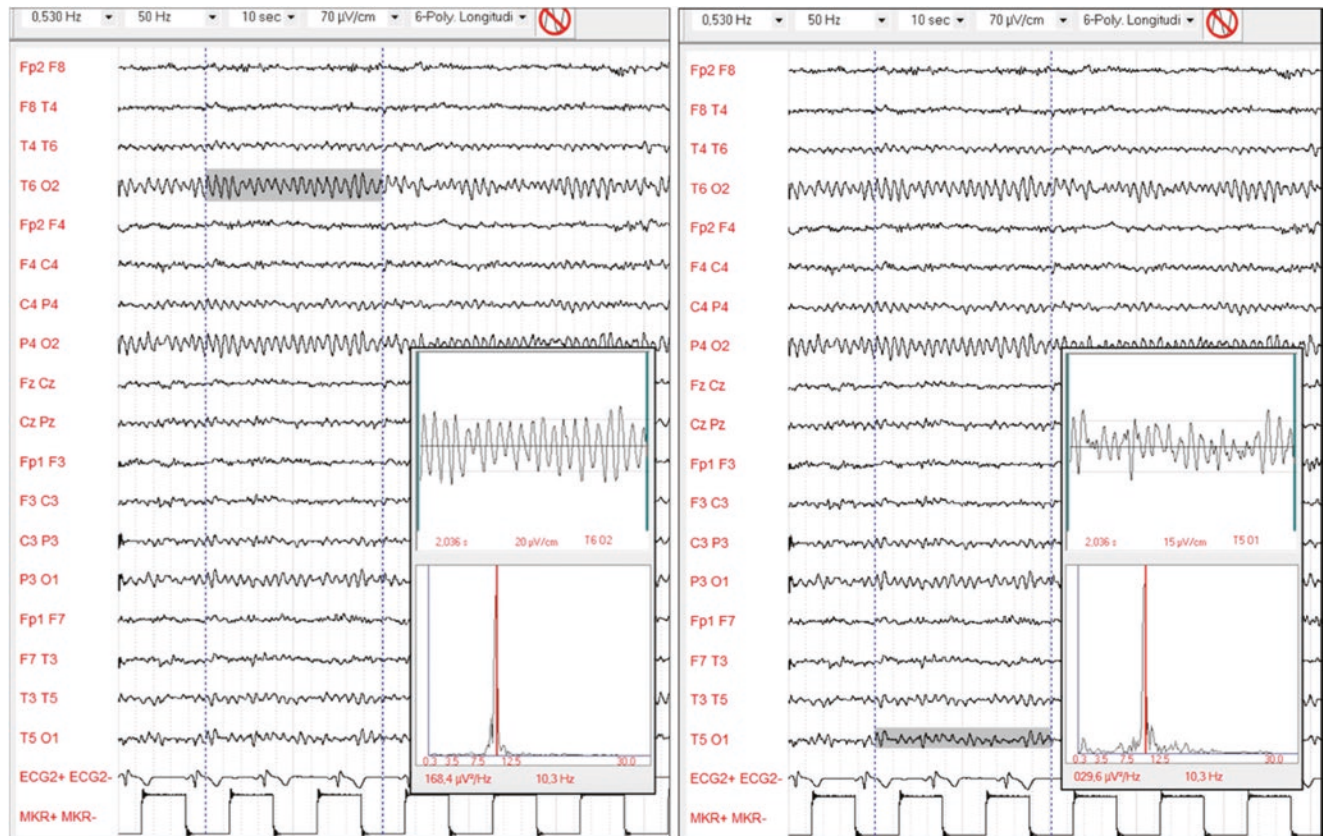 0,530 Hz 50 Hz 10 sec 70 µV/cm 6-Poly. Longitudi
Fp2 F8
F8 T4
T4 T6
T6 O2
Fp2 F4
F4 C4
C4 P4
P4 O2
Fz Cz
Cz Pz
Fp1 F3
F3 C3
C3 P3
P3 O1
Fp1 F7
F7 T3
T3 T5
T5 O1
ECG2+ ECG2-
MKR+ MKR-
2,036 s 20 µV/cm T6 O2
0.3 3.5 7.5 12.5 30.0
168,4 µV²/Hz 10,3 Hz
0,530 Hz 50 Hz 10 sec 70 µV/cm 6-Poly. Longitudi
Fp2 F8
F8 T4
T4 T6
T6 O2
Fp2 F4
F4 C4
C4 P4
P4 O2
Fz Cz
Cz Pz
Fp1 F3
F3 C3
C3 P3
P3 O1
Fp1 F7
F7 T3
T3 T5
T5 O1
ECG2+ ECG2-
MKR+ MKR-
2,036 s 15 µV/cm T5 O1
0.3 3.5 7.5 12.5 30.0
029,6 µV²/Hz 10,3 Hz